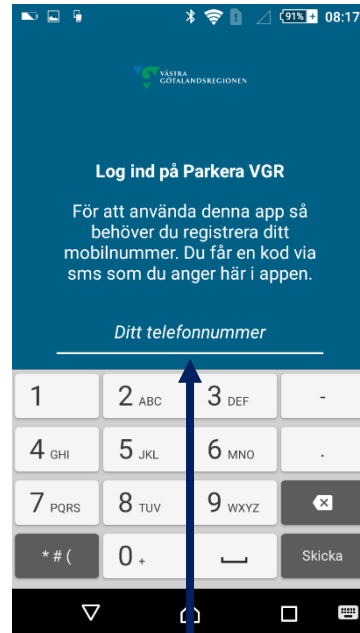 91% + 08:17
VÄSTRA
GÖTALANDSREGIONEN
Log ind på Parkera VGR
För att använda denna app så
behöver du registrera ditt
mobilnummer. Du får en kod via
sms som du anger här i appen.
Ditt telefonnummer
1 2 ABC 3 DEF -
4 GHI 5 JKL 6 MNO .
7 PQRS 8 TUV 9 WXYZ
* # ( 0 + Skicka